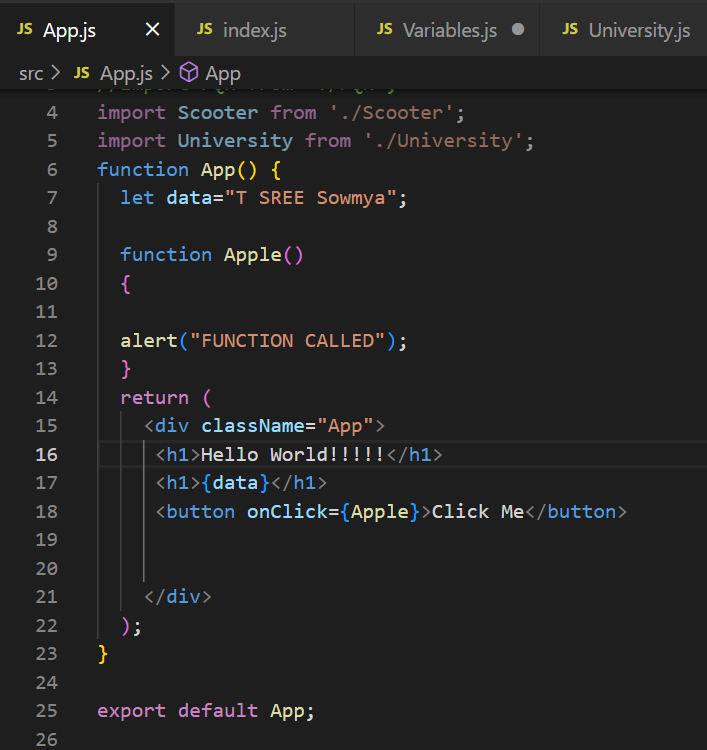 JS App.js × JS index.js JS Variables.js ● JS University.js
src > JS App.js > App
4 import Scooter from './Scooter';
5 import University from './University';
6 function App() {
7 let data="T SREE Sowmya";
8
9 function Apple()
10 {
11
12 alert("FUNCTION CALLED");
13 }
14 return (
15 <div className="App">
16 <h1>Hello World!!!!!</h1>
17 <h1>{data}</h1>
18 <button onClick={Apple}>Click Me</button>
19
20
21 </div>
22 );
23 }
24
25 export default App;
26